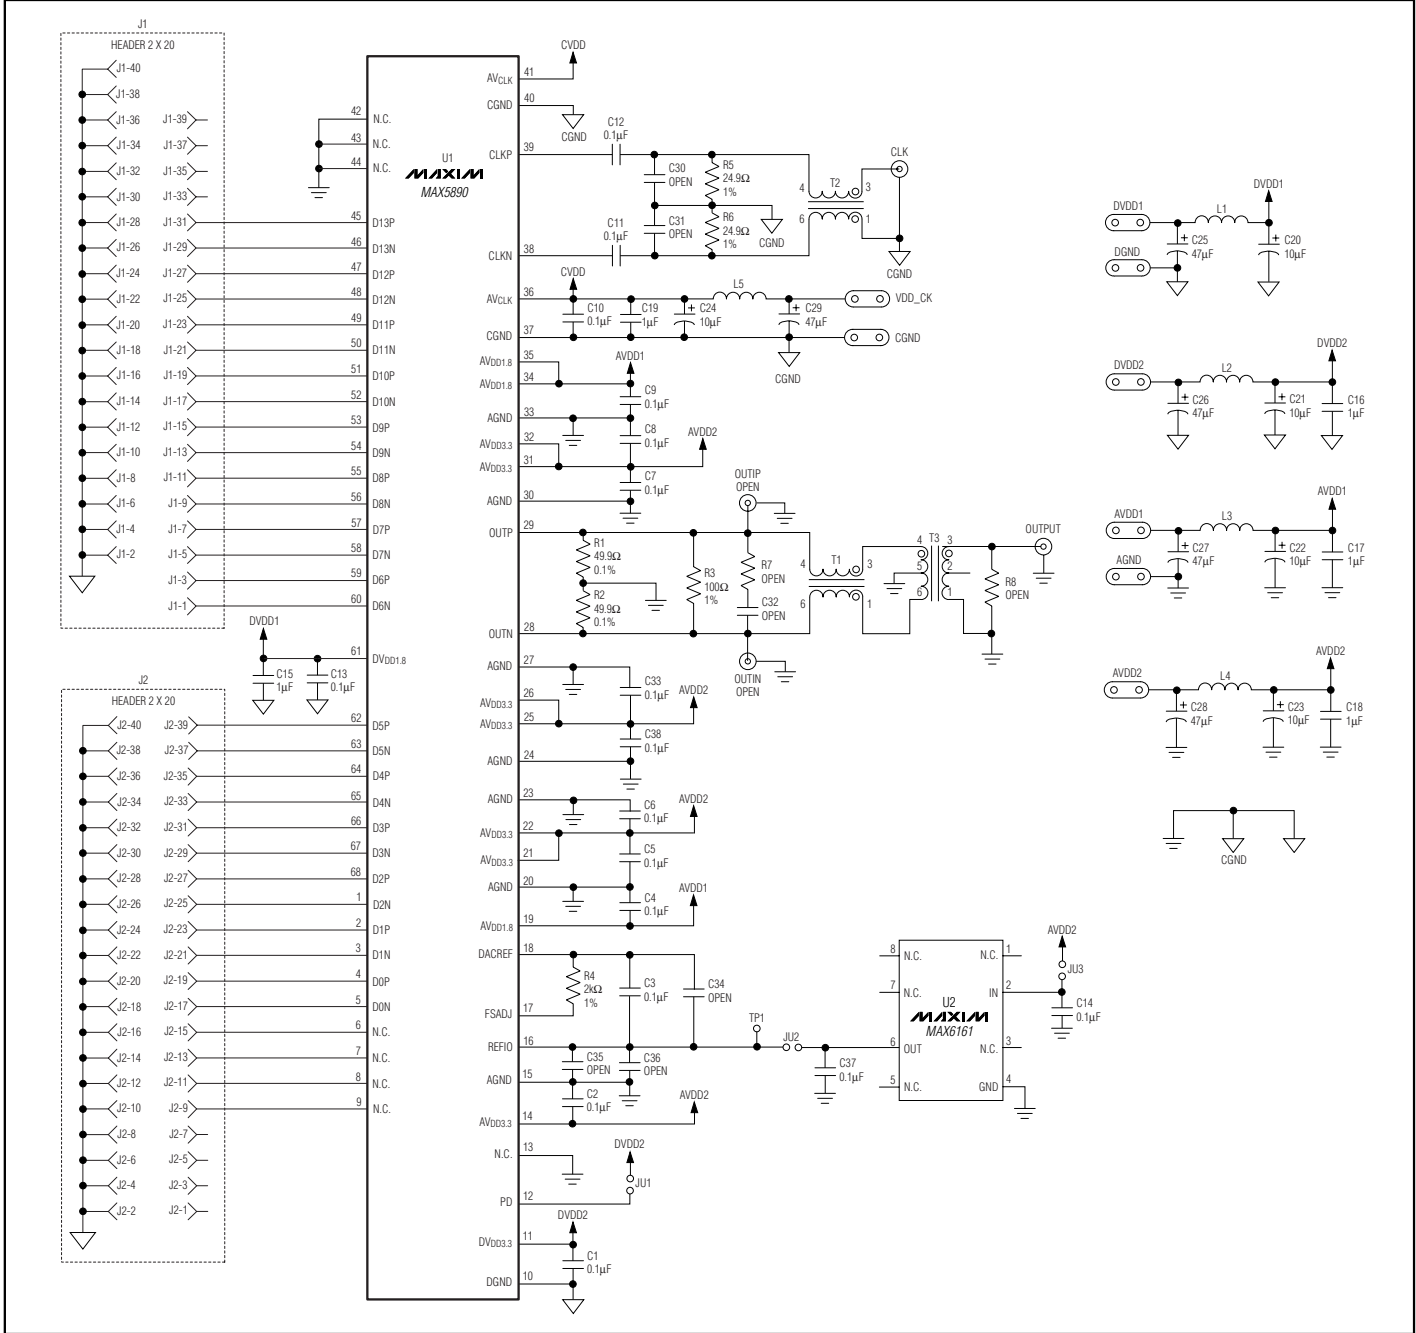 J1
HEADER 2 X 20
J1-40
J1-38
J1-36 J1-39
J1-34 J1-37
J1-32 J1-35
J1-30 J1-33
J1-28 J1-31
J1-26 J1-29
J1-24 J1-27
J1-22 J1-25
J1-20 J1-23
J1-18 J1-21
J1-16 J1-19
J1-14 J1-17
J1-12 J1-15
J1-10 J1-13
J1-8 J1-11
J1-6 J1-9
J1-4 J1-7
J1-2 J1-5
J1-3
J1-1
DVDD1
C15
1µF
C13
0.1µF
J2
HEADER 2 X 20
J2-40 J2-39
J2-38 J2-37
J2-36 J2-35
J2-34 J2-33
J2-32 J2-31
J2-30 J2-29
J2-28 J2-27
J2-26 J2-25
J2-24 J2-23
J2-22 J2-21
J2-20 J2-19
J2-18 J2-17
J2-16 J2-15
J2-14 J2-13
J2-12 J2-11
J2-10 J2-9
J2-8 J2-7
J2-6 J2-5
J2-4 J2-3
J2-2 J2-1
U1
MAXIM
MAX5890
42 N.C.
43 N.C.
44 N.C.
45 D13P
46 D13N
47 D12P
48 D12N
49 D11P
50 D11N
51 D10P
52 D10N
53 D9P
54 D9N
55 D8P
56 D8N
57 D7P
58 D7N
59 D6P
60 D6N
61 DVDD1.8
62 D5P
63 D5N
64 D4P
65 D4N
66 D3P
67 D3N
68 D2P
1 D2N
2 D1P
3 D1N
4 D0P
5 D0N
6 N.C.
7 N.C.
8 N.C.
9 N.C.
AVCLK 41
CGND 40
CLKP 39
CLKN 38
AVCLK 36
CGND 37
AVDD1.8 35
AVDD1.8 34
AGND 33
AVDD3.3 32
AVDD3.3 31
AGND 30
OUTP 29
OUTN 28
AGND 27
AVDD3.3 26
AVDD3.3 25
AGND 24
AGND 23
AVDD3.3 22
AVDD3.3 21
AGND 20
AVDD1.8 19
DACREF 18
FSADJ 17
REFIO 16
AGND 15
AVDD3.3 14
N.C. 13
PD 12
DVDD3.3 11
DGND 10
CVDD
CGND
C12
0.1µF
C30
OPEN
R5
24.9Ω
1%
C11
0.1µF
C31
OPEN
R6
24.9Ω
1%
CGND
4 T2 3
6 1
CLK
CGND
CVDD
C10
0.1µF
C19
1µF
C24
10µF
+
L5
C29
47µF
+
VDD_CK
CGND
CGND
AVDD1
C9
0.1µF
C8
0.1µF
AVDD2
C7
0.1µF
OUTIP
OPEN
R1
49.9Ω
0.1%
R2
49.9Ω
0.1%
R3
100Ω
1%
R7
OPEN
C32
OPEN
4 T1 3
6 1
4 T3 3
5 2
6 1
R8
OPEN
OUTPUT
OUTIN
OPEN
C33
0.1µF
AVDD2
C38
0.1µF
C6
0.1µF
AVDD2
C5
0.1µF
C4
0.1µF
AVDD1
R4
2kΩ
1%
C3
0.1µF
C34
OPEN
C35
OPEN
C36
OPEN
C2
0.1µF
AVDD2
TP1
JU2
C37
0.1µF
DVDD2
JU1
DVDD2
C1
0.1µF
8 N.C. N.C. 1
7 N.C. IN 2
U2
MAXIM
MAX6161
6 OUT N.C. 3
5 N.C. GND 4
AVDD2
JU3
C14
0.1µF
DVDD1
DGND
+
C25
47µF
L1
DVDD1
+
C20
10µF
DVDD2
+
C26
47µF
L2
+
C21
10µF
DVDD2
C16
1µF
AVDD1
AGND
+
C27
47µF
L3
+
C22
10µF
AVDD1
C17
1µF
AVDD2
+
C28
47µF
L4
+
C23
10µF
AVDD2
C18
1µF
CGND